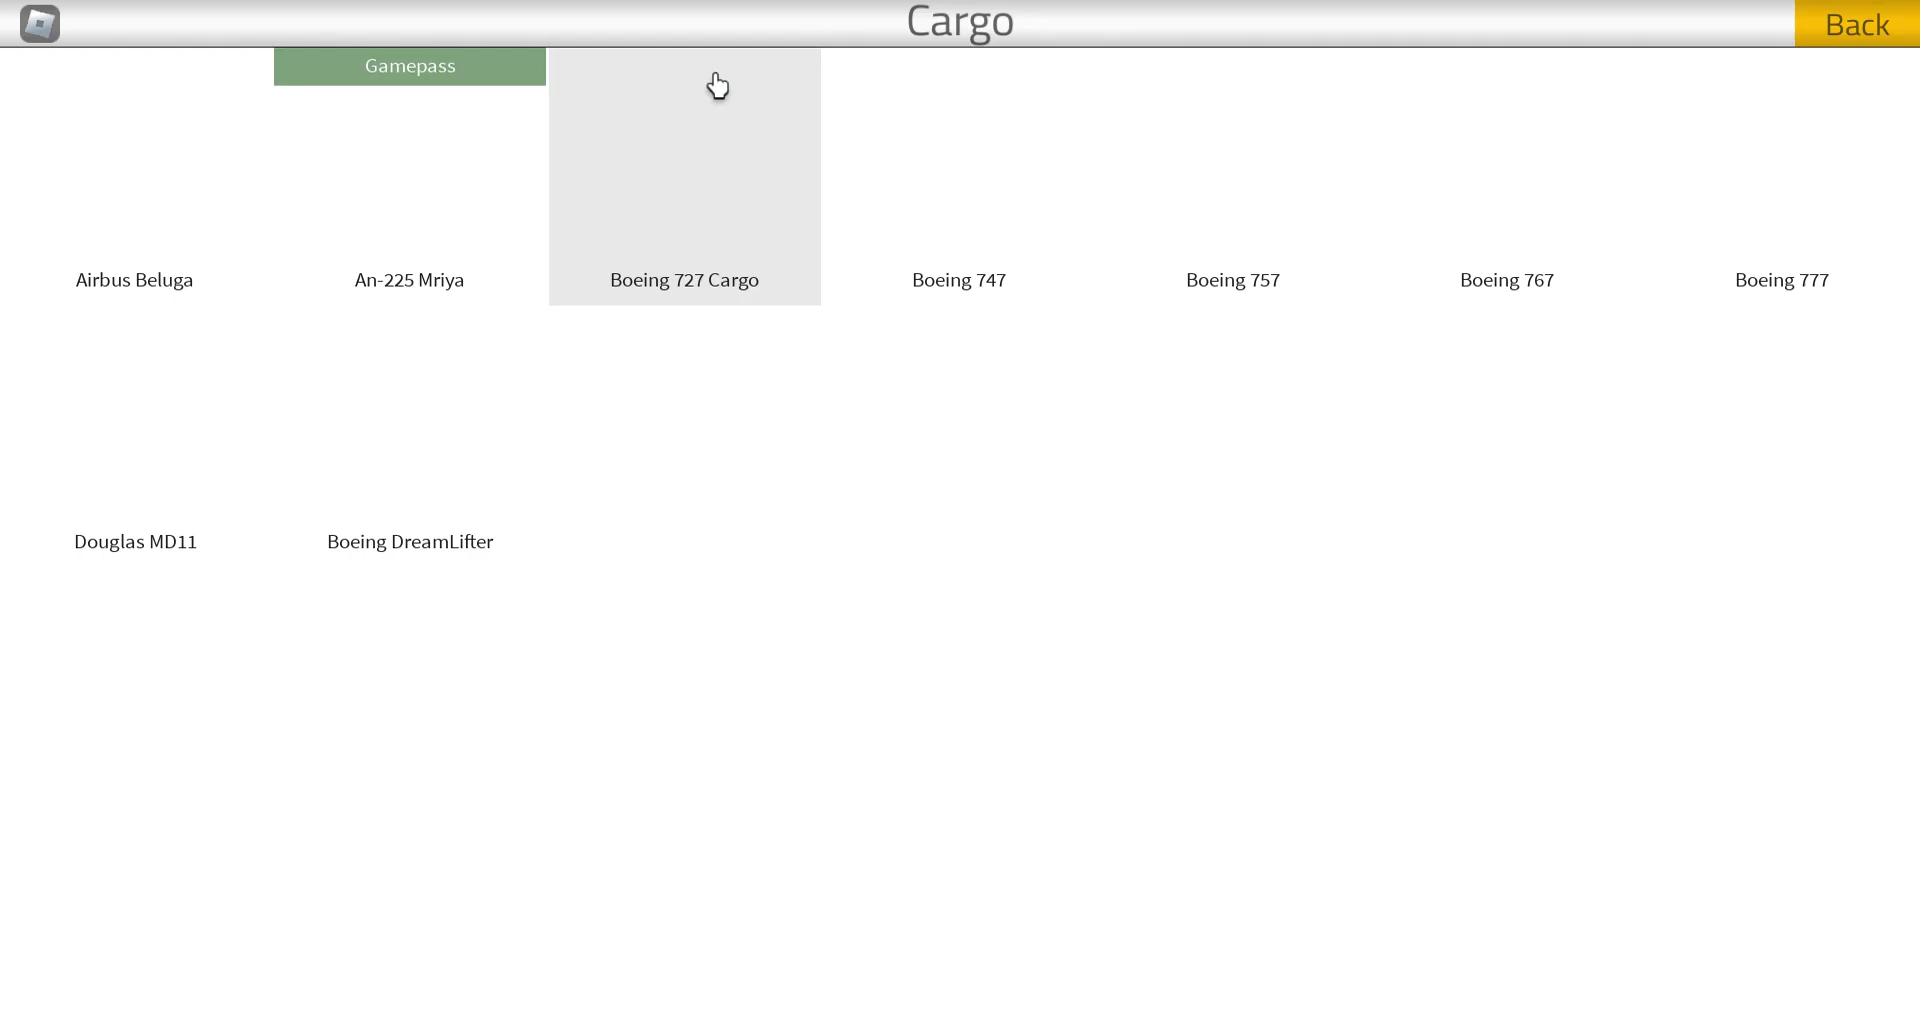 Cargo
Back
Gamepass
Airbus Beluga
An-225 Mriya
Boeing 727 Cargo
Boeing 747
Boeing 757
Boeing 767
Boeing 777
Douglas MD11
Boeing DreamLifter